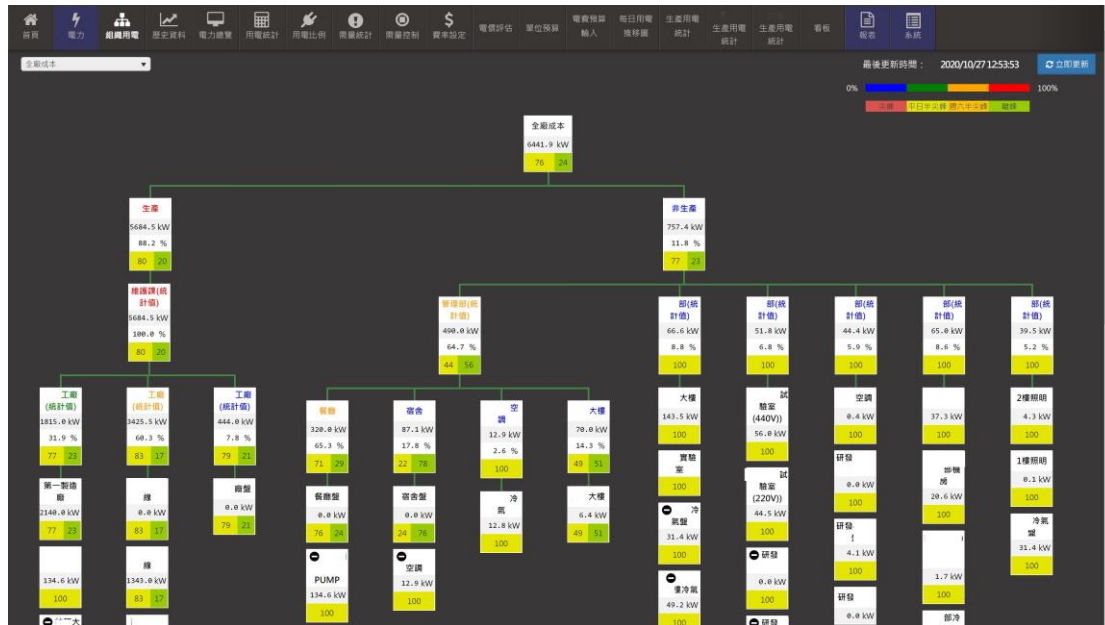 首頁
電力
組織用電
歷史資料
電力總覽
用電統計
用電比例
需量統計
需量控制
費率設定
電價評估
單位預算
電費預算
輸入
每日用電
推移圖
生產用電
統計
生產用電
統計
生產用電
統計
看板
報表
系統
全廠成本
最後更新時間： 2020/10/27 12:53:53
立即更新
0%
100%
尖峰 平日半尖峰 週六半尖峰 離峰
全廠成本
6441.9 kW
76 24
生產
5684.5 kW
88.2 %
80 20
非生產
757.4 kW
11.8 %
77 23
維護課(統
計值)
5684.5 kW
100.0 %
80 20
管理部(統
計值)
490.0 kW
64.7 %
44 56
部(統
計值)
66.6 kW
8.8 %
100
部(統
計值)
51.8 kW
6.8 %
100
部(統
計值)
44.4 kW
5.9 %
100
部(統
計值)
65.0 kW
8.6 %
100
部(統
計值)
39.5 kW
5.2 %
100
工廠
(統計值)
1815.0 kW
31.9 %
77 23
工廠
(統計值)
3425.5 kW
60.3 %
83 17
工廠
(統計值)
444.0 kW
7.8 %
79 21
餐廳
320.0 kW
65.3 %
71 29
宿舍
87.1 kW
17.8 %
22 78
空
調
12.9 kW
2.6 %
100
大樓
70.0 kW
14.3 %
49 51
大樓
143.5 kW
100
試
驗室
(440V))
56.0 kW
100
空調
0.4 kW
100
37.3 kW
100
2樓照明
4.3 kW
100
第一製造
廠
2140.0 kW
77 23
線
0.0 kW
83 17
廠盤
0.0 kW
79 21
餐廳盤
0.0 kW
76 24
宿舍盤
0.0 kW
24 76
冷
氣
12.8 kW
100
大樓
6.4 kW
49 51
實驗
室
100
試
驗室
(220V))
44.5 kW
100
研發
0.0 kW
100
房
20.6 kW
100
1樓照明
0.1 kW
100
134.6 kW
100
線
1343.0 kW
83 17
PUMP
134.6 kW
100
空調
12.9 kW
100
冷
氣盤
31.4 kW
100
研發
0.0 kW
100
研發
4.1 kW
100
1.7 kW
100
冷氣
盤
31.4 kW
100
樓冷氣
49.2 kW
100
研發
研發
0.0 kW
部冷
大